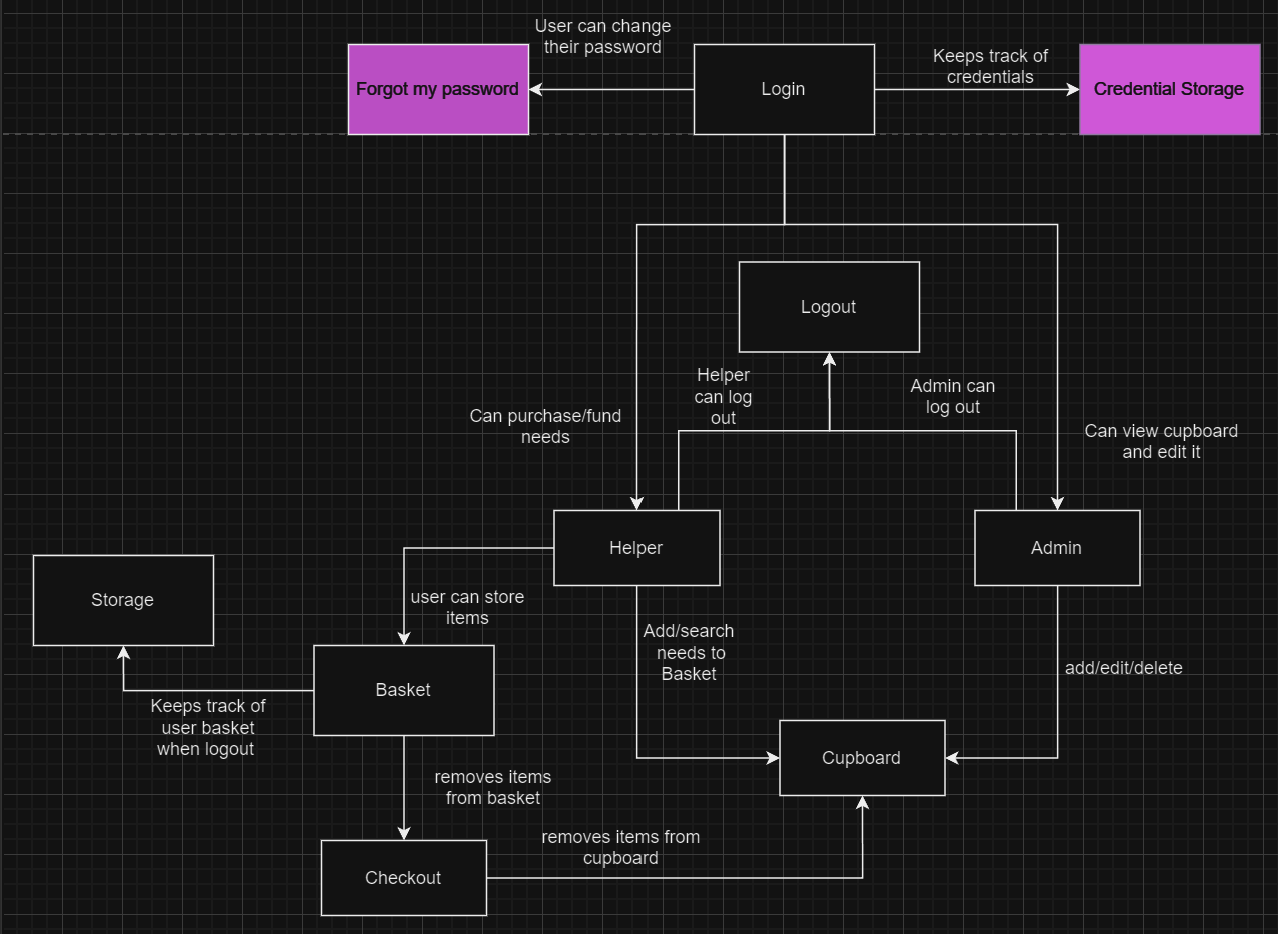 User can change
their password
Forgot my password
Login
Keeps track of
credentials
Credential Storage
Logout
Helper
can log
out
Admin can
log out
Can purchase/fund
needs
Can view cupboard
and edit it
Helper
Admin
Storage
user can store
items
Add/search
needs to
Basket
add/edit/delete
Basket
Keeps track of
user basket
when logout
Cupboard
removes items
from basket
removes items from
cupboard
Checkout